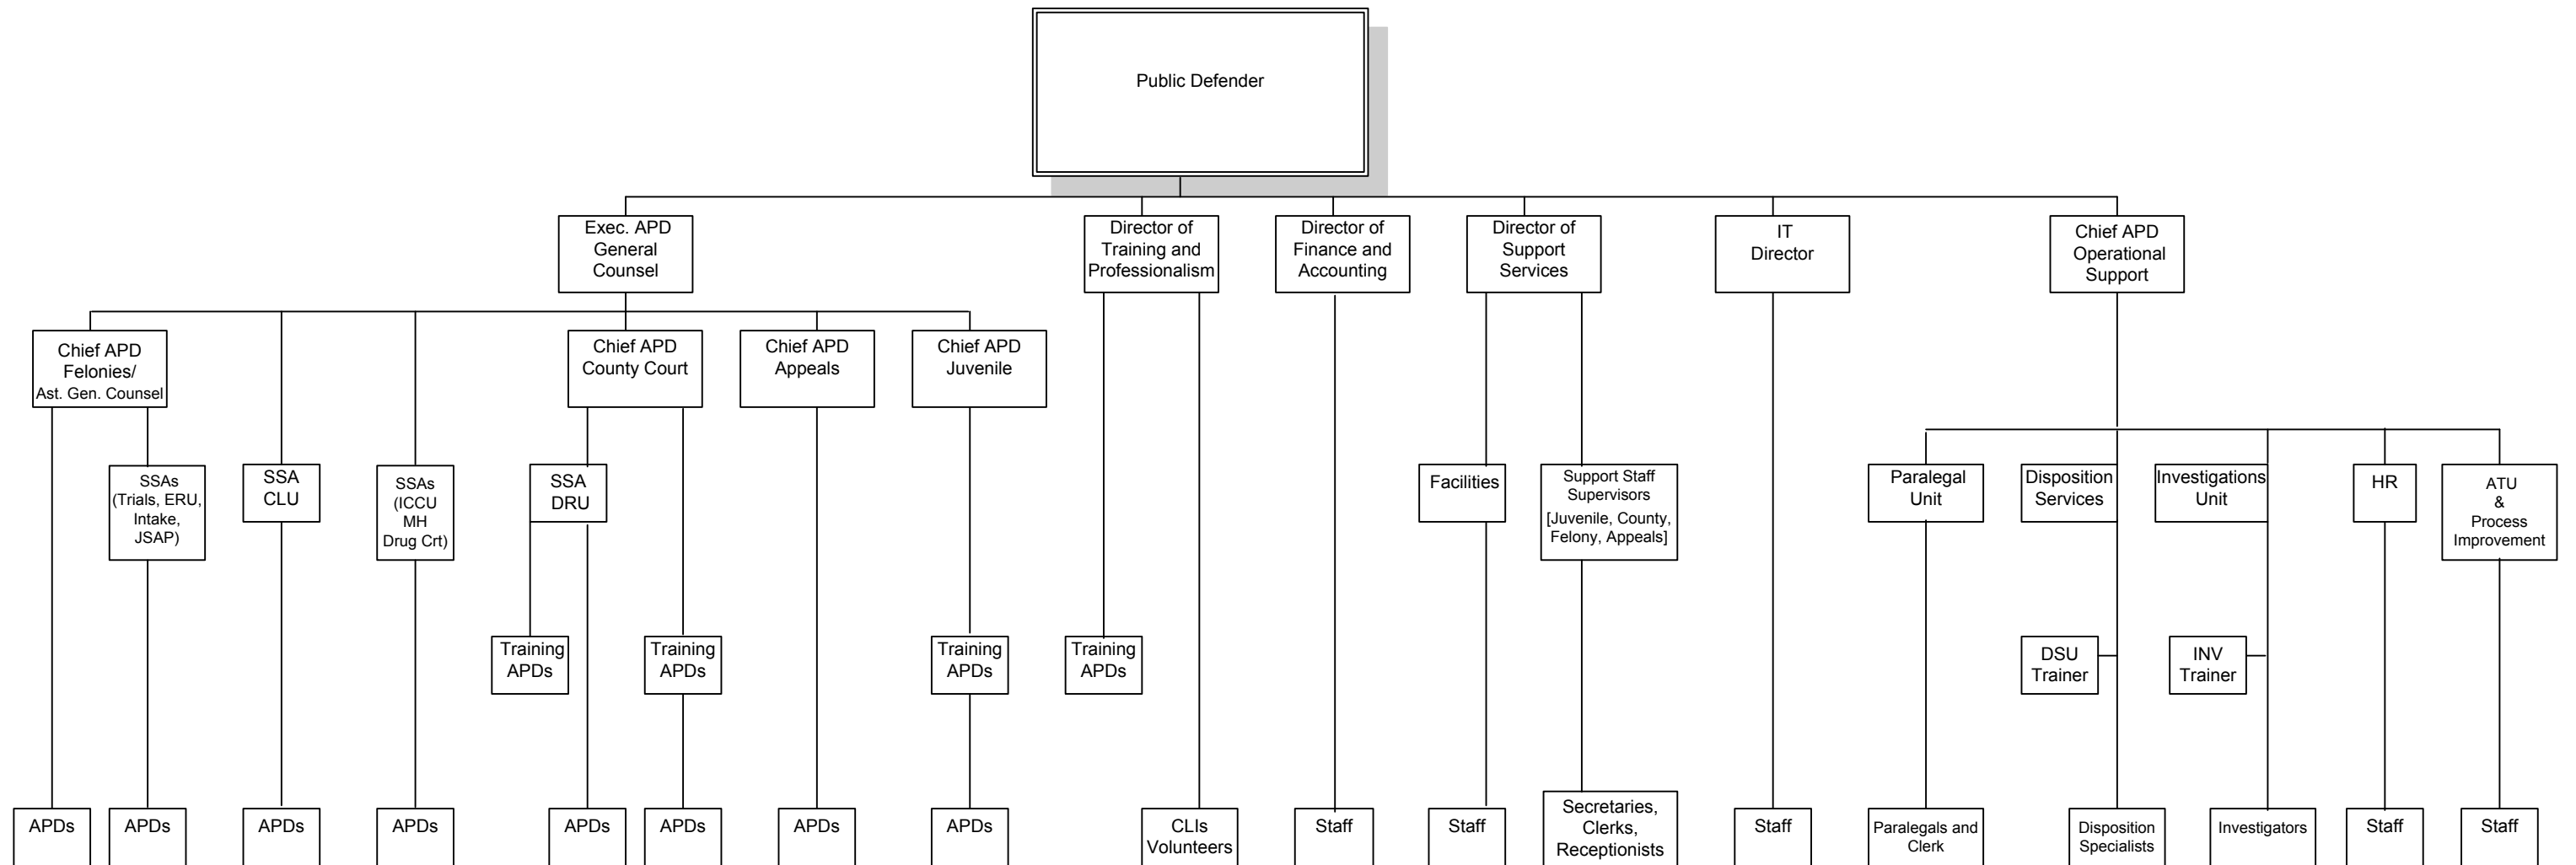 Public Defender
Exec. APD
General
Counsel
Director of
Training and
Professionalism
Director of
Finance and
Accounting
Director of
Support
Services
IT
Director
Chief APD
Operational
Support
Chief APD
Felonies/
Ast. Gen. Counsel
Chief APD
County Court
Chief APD
Appeals
Chief APD
Juvenile
SSAs
(Trials, ERU,
Intake,
JSAP)
SSA
CLU
SSAs
(ICCU
MH
Drug Crt)
SSA
DRU
Facilities
Support Staff
Supervisors
[Juvenile, County,
Felony, Appeals]
Paralegal
Unit
Disposition
Services
Investigations
Unit
HR
ATU
&
Process
Improvement
Training
APDs
Training
APDs
Training
APDs
Training
APDs
DSU
Trainer
INV
Trainer
APDs
APDs
APDs
APDs
APDs
APDs
APDs
APDs
CLIs
Volunteers
Staff
Staff
Secretaries,
Clerks,
Receptionists
Staff
Paralegals and
Clerk
Disposition
Specialists
Investigators
Staff
Staff